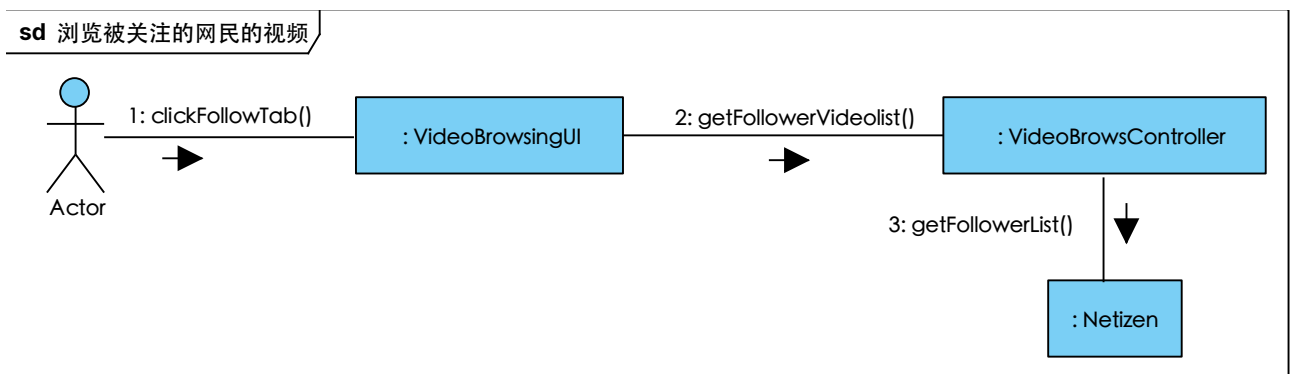 sd 浏览被关注的网民的视频
1: clickFollowTab()
2: getFollowerVideolist()
: VideoBrowsingUI
: VideoBrowsController
Actor
3: getFollowerList()
: Netizen